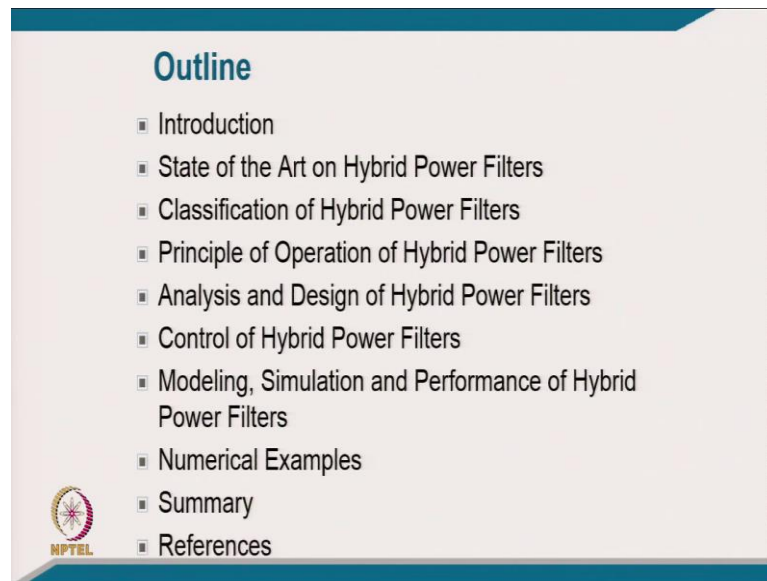 Outline
Introduction
State of the Art on Hybrid Power Filters
Classification of Hybrid Power Filters
Principle of Operation of Hybrid Power Filters
Analysis and Design of Hybrid Power Filters
Control of Hybrid Power Filters
Modeling, Simulation and Performance of Hybrid
Power Filters
Numerical Examples
Summary
References
NPTEL